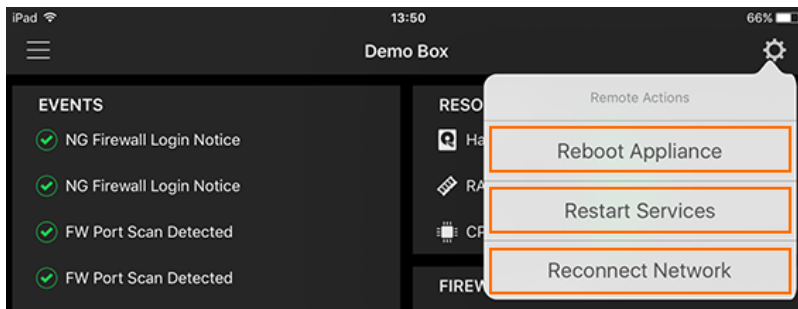 iPad 13:50 66%
Demo Box
EVENTS
NG Firewall Login Notice
NG Firewall Login Notice
FW Port Scan Detected
FW Port Scan Detected
Remote Actions
Reboot Appliance
Restart Services
Reconnect Network